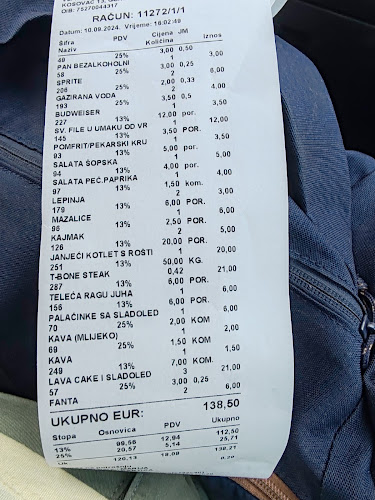 OIB: 75270044317
RAČUN: 11272/1/1
Datum: 10.09.2024. Vrijeme: 16:02:49
Šifra PDV Cijena JM Iznos
Naziv Količina
49 25% 3,00 0,50
PAN BEZALKOHOLNI 1 3,00
58 25% 3,00 0,25
SPRITE 2 6,00
206 25% 2,00 0,33
GAZIRANA VODA 2 4,00
193 25% 3,50 0,5
BUDWEISER 1 3,50
227 13% 12,00 por.
SV. FILE U UMAKU OD VR 1 12,00
145 13% 3,50 POR.
POMFRIT/PEKARSKI KRU 1 3,50
93 13% 5,00 por.
SALATA ŠOPSKA 1 5,00
94 13% 4,00 por.
SALATA PEČ.PAPRIKA 1 4,00
97 13% 1,50 kom.
LEPINJA 2 3,00
179 13% 6,00 POR.
MAZALICE 1 6,00
96 13% 2,50 POR.
KAJMAK 2 5,00
126 13% 20,00 POR.
JANJEĆI KOTLET S ROŠTI 1 20,00
251 13% 50,00 KG.
T-BONE STEAK 0,42 21,00
287 13% 6,00 POR.
TELEĆA RAGU JUHA 1 6,00
156 13% 6,00 POR.
PALAČINKE SA SLADOLED 1 6,00
70 25% 2,00 KOM
KAVA (MLIJEKO) 1 2,00
69 25% 1,50 KOM
KAVA 1 1,50
249 13% 7,00 KOM.
LAVA CAKE I SLADOLED 3 21,00
57 25% 3,00 0,25
FANTA 2 6,00
UKUPNO EUR: 138,50
Stopa Osnovica PDV Ukupno
13% 99,56 12,94 112,50
25% 20,57 5,14 25,71
120,13 18,08 138,21